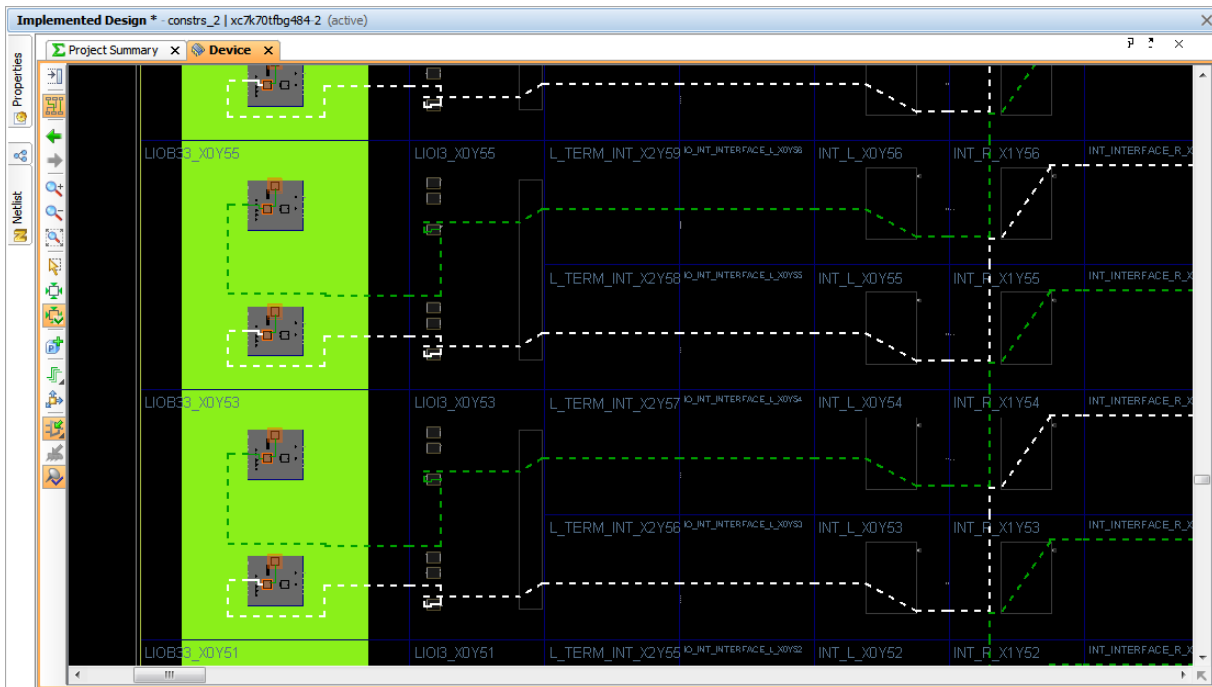 Implemented Design * - constrs_2 | xc7k70tfbg484-2 (active)
Properties
Netlist
Project Summary Device
LIOB33_X0Y55 LIOI3_X0Y55 L_TERM_INT_X2Y59 IO_INT_INTERFACE_L_X0Y56 INT_L_X0Y56 INT_R_X1Y56 INT_INTERFACE_R_X
L_TERM_INT_X2Y58 IO_INT_INTERFACE_L_X0Y55 INT_L_X0Y55 INT_R_X1Y55 INT_INTERFACE_R_X
LIOB33_X0Y53 LIOI3_X0Y53 L_TERM_INT_X2Y57 IO_INT_INTERFACE_L_X0Y54 INT_L_X0Y54 INT_R_X1Y54 INT_INTERFACE_R_X
L_TERM_INT_X2Y56 IO_INT_INTERFACE_L_X0Y53 INT_L_X0Y53 INT_R_X1Y53 INT_INTERFACE_R_X
LIOB33_X0Y51 LIOI3_X0Y51 L_TERM_INT_X2Y55 IO_INT_INTERFACE_L_X0Y52 INT_L_X0Y52 INT_R_X1Y52 INT_INTERFACE_R_X